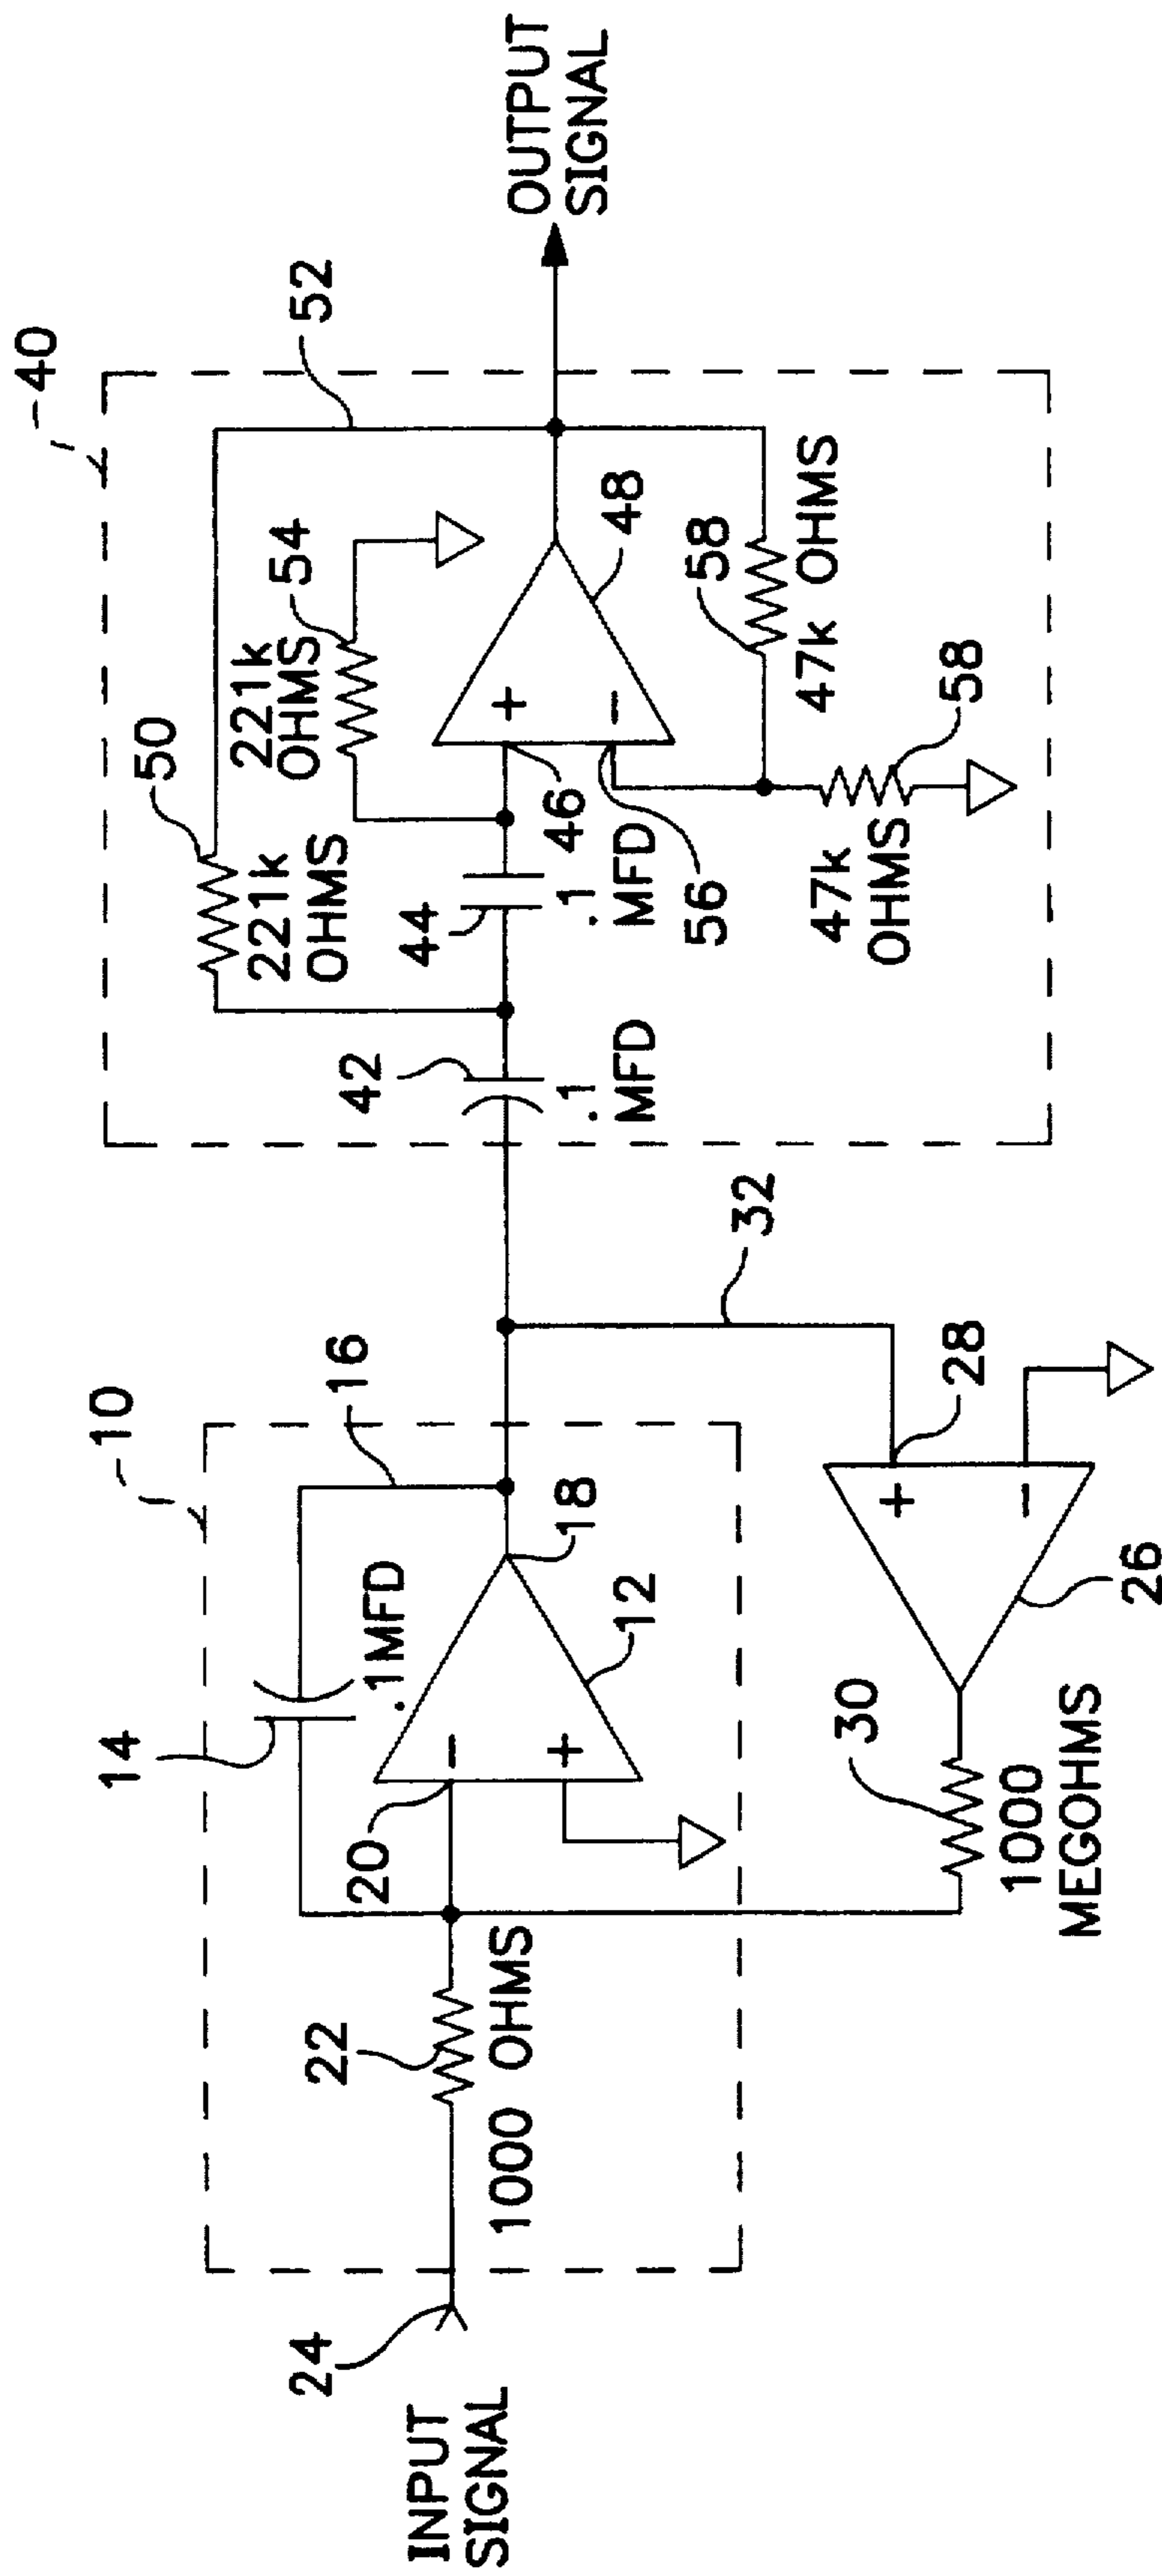 INPUT
SIGNAL
24
10
14
.1MFD
16
20
-
+
18
12
22
1000 OHMS
30
1000
MEGOHMS
+
-
28
26
32
40
42
.1
MFD
44
.1
MFD
50
221k
OHMS
221k
OHMS
54
52
46
+
-
56
48
58
47k OHMS
47k
OHMS
58
OUTPUT
SIGNAL